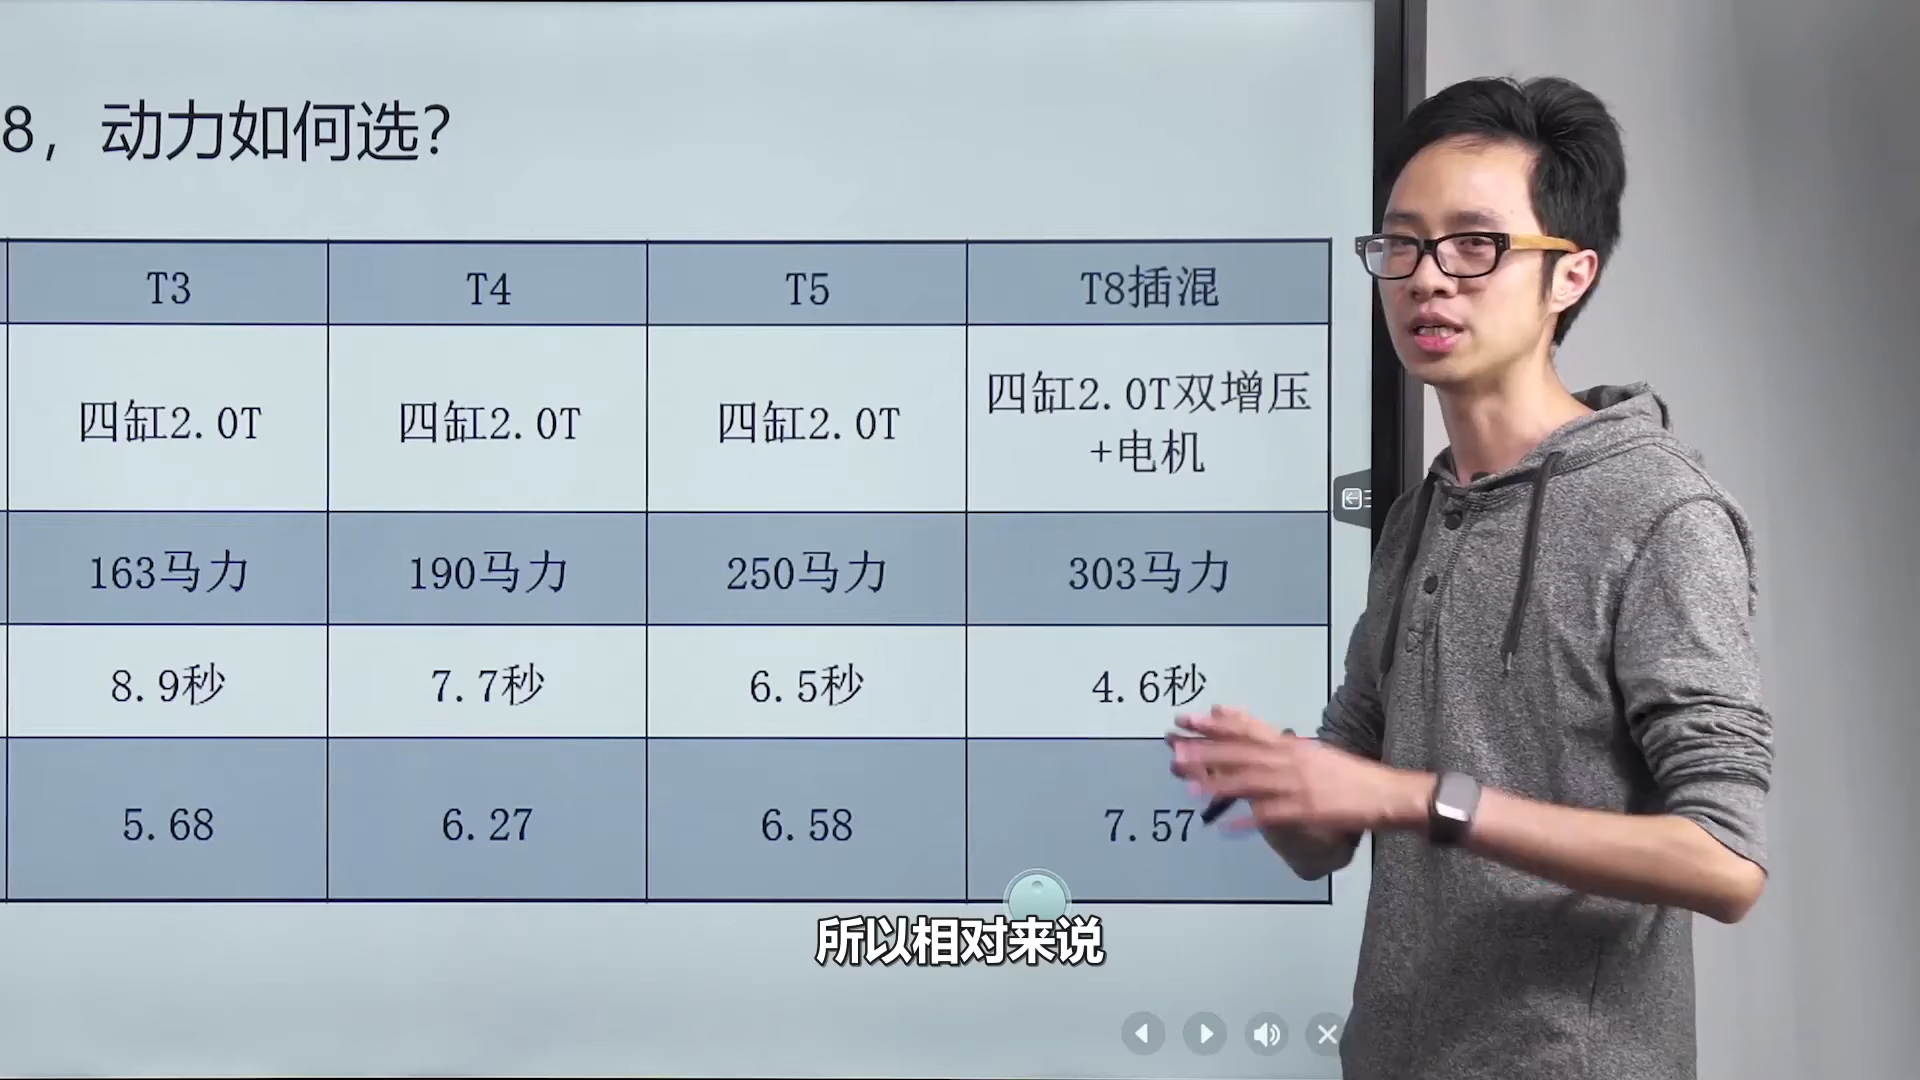 8，动力如何选？
T3
T4
T5
T8插混
四缸2.0T
四缸2.0T
四缸2.0T
四缸2.0T双增压
+电机
163马力
190马力
250马力
303马力
8.9秒
7.7秒
6.5秒
4.6秒
5.68
6.27
6.58
7.57
所以相对来说